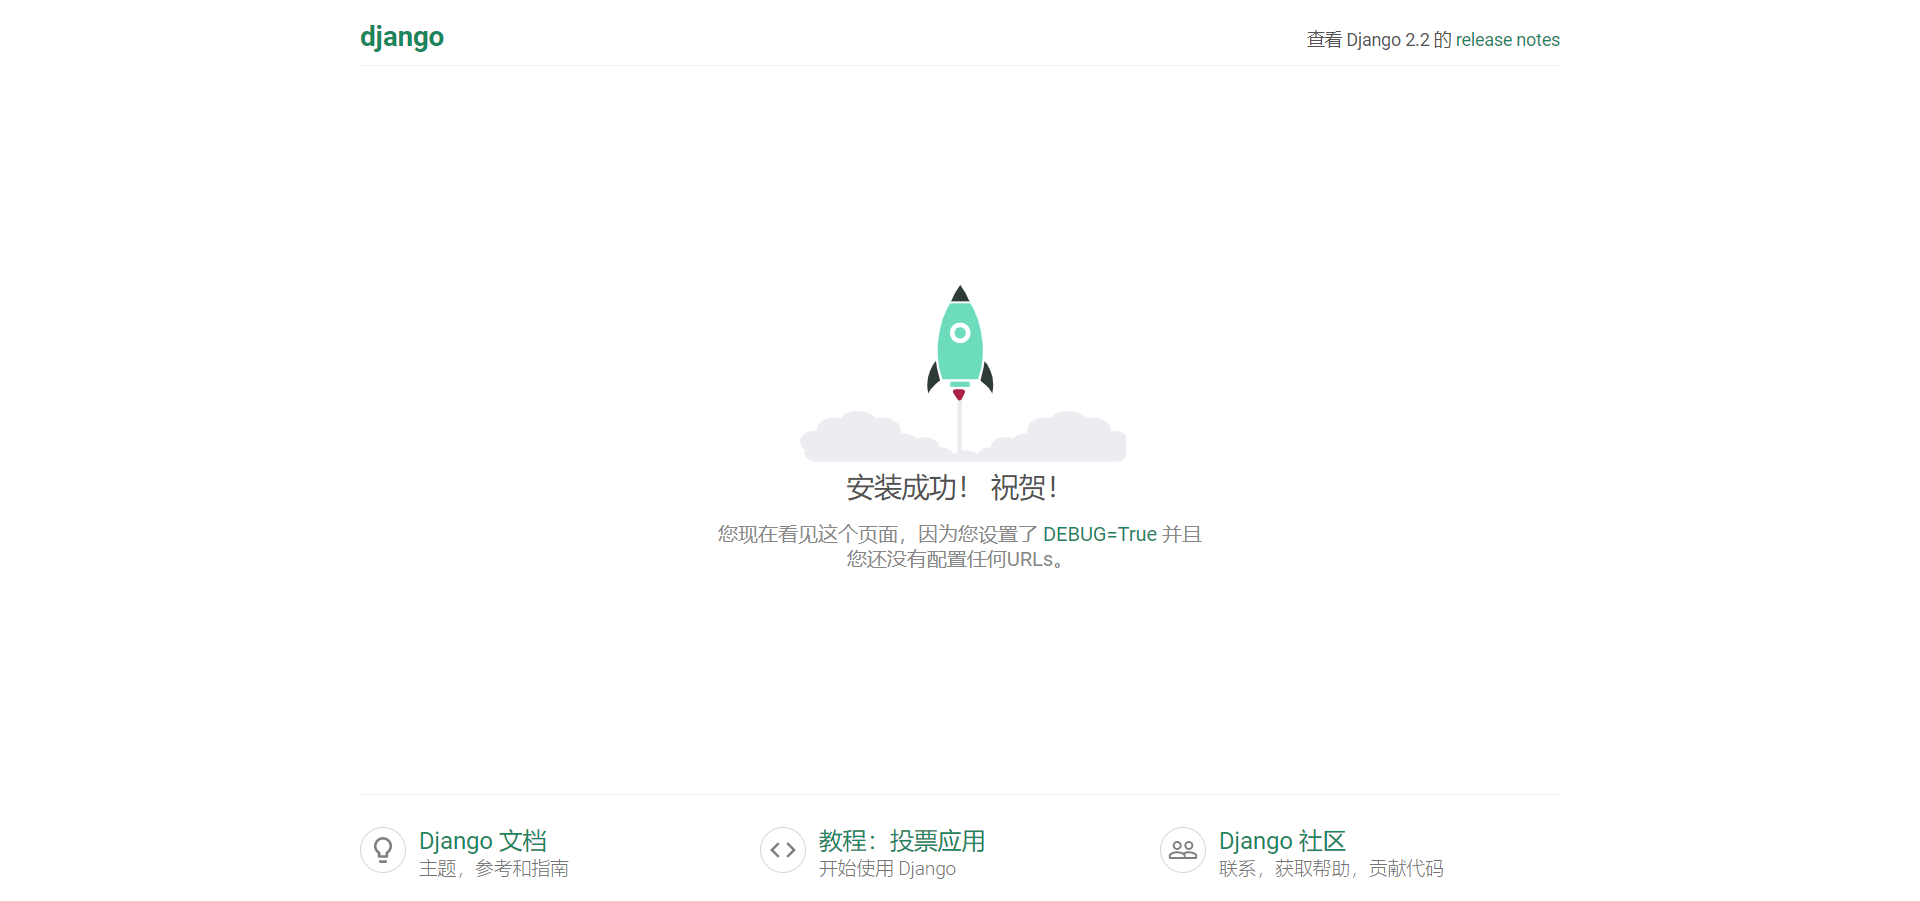 django
查看 Django 2.2 的 release notes
安装成功！ 祝贺！
您现在看见这个页面，因为您设置了 DEBUG=True 并且
您还没有配置任何URLs。
Django 文档
主题，参考和指南
教程：投票应用
开始使用 Django
Django 社区
联系，获取帮助，贡献代码